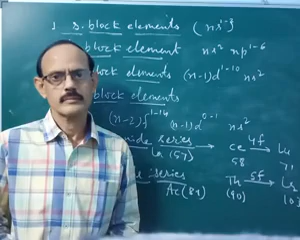 1 s. block elements (ns¹⁻²)
block element ns² np¹⁻⁶
block elements (n-1)d¹⁻¹⁰ ns²
block elements
(n-2)f¹⁻¹⁴ (n-1)d⁰⁻¹ ns²
nide series → Ce 4f→ Lu
La (57) 58 71
e series → Th 5f→
Ac(89) (90) (103